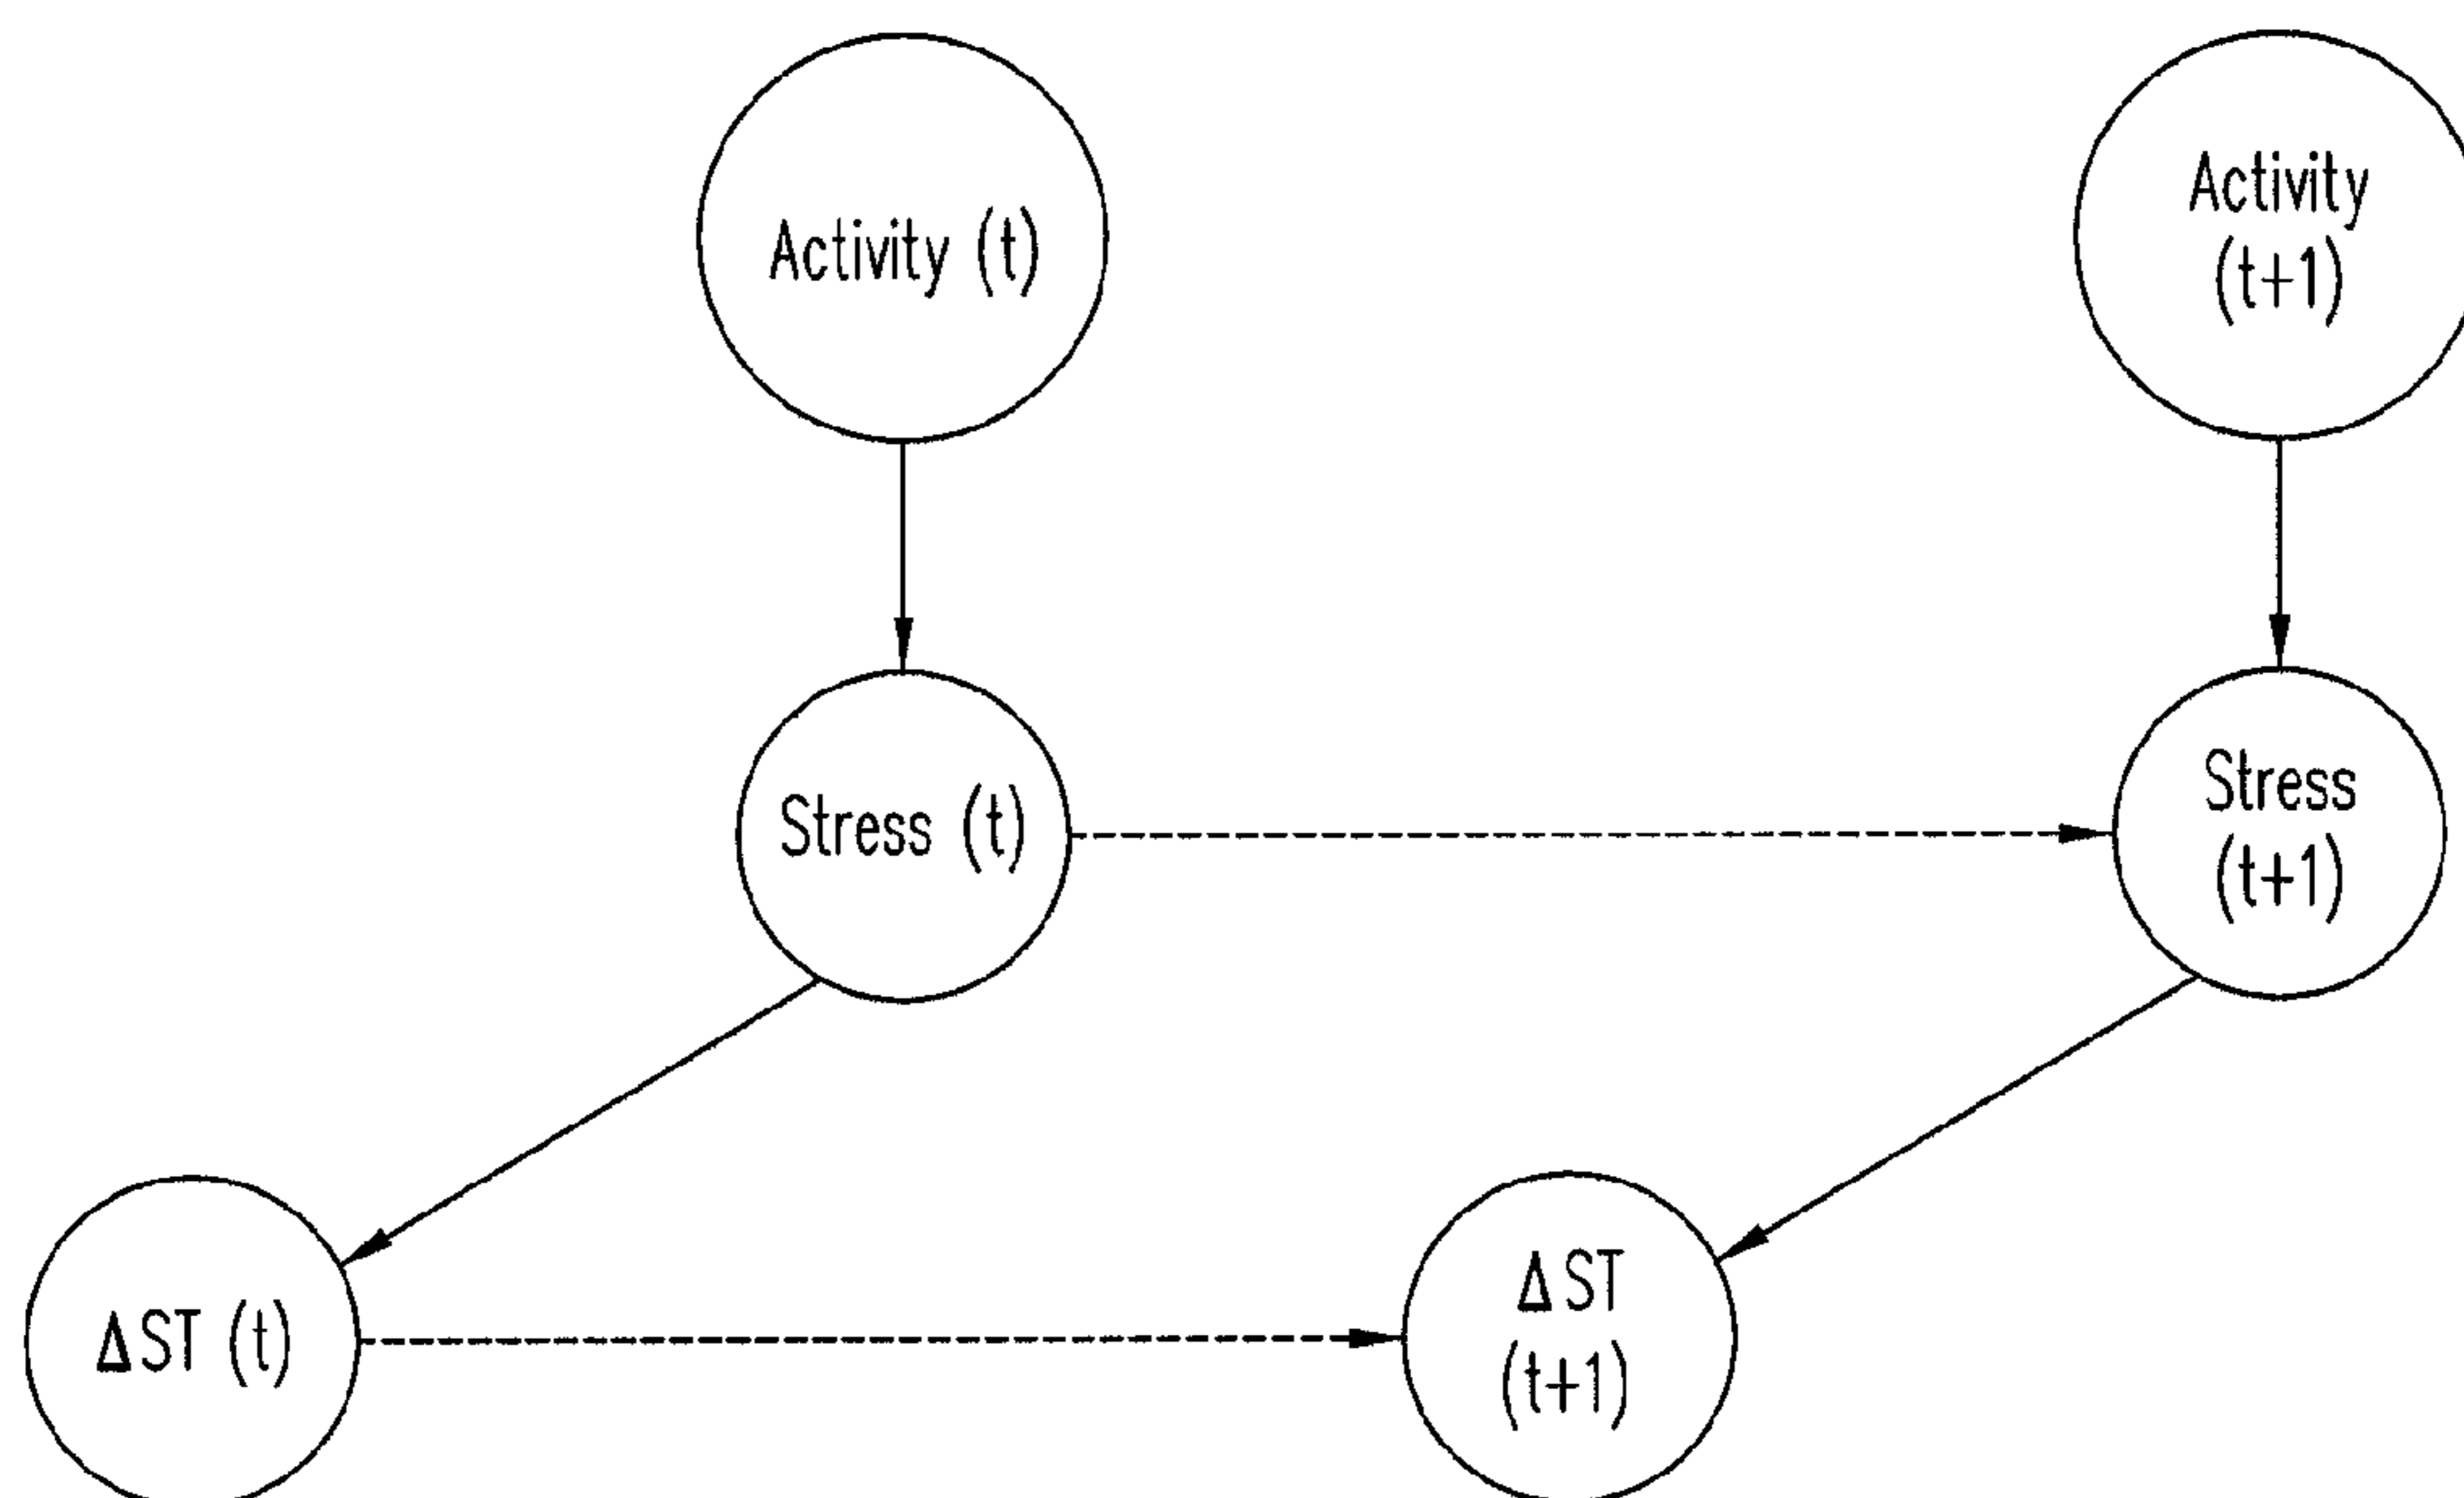 Activity (t)
Activity
(t+1)
Stress (t)
Stress
(t+1)
ΔST (t)
ΔST
(t+1)